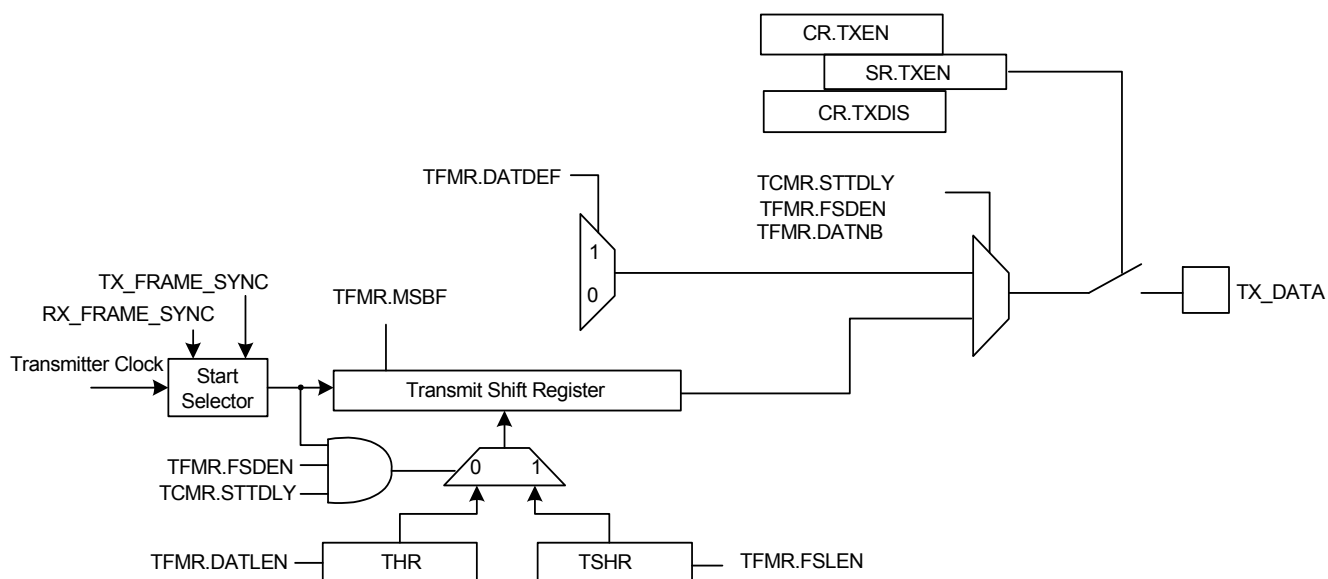 CR.TXEN
SR.TXEN
CR.TXDIS
TFMR.DATDEF
TCMR.STTDLY
TFMR.FSDEN
TFMR.DATNB
1
0
TX_FRAME_SYNC
RX_FRAME_SYNC
TFMR.MSBF
TX_DATA
Transmitter Clock
Start
Selector
Transmit Shift Register
TFMR.FSDEN
TCMR.STTDLY
0 1
TFMR.DATLEN
THR
TSHR
TFMR.FSLEN